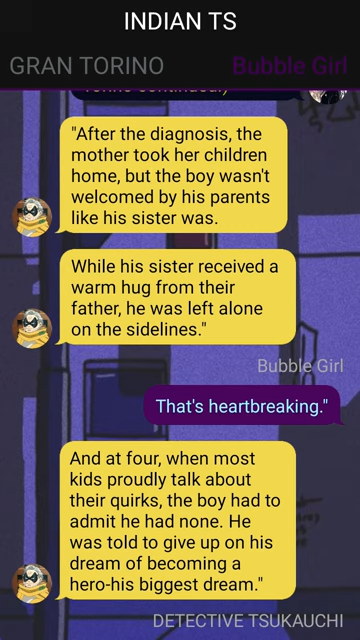 INDIAN TS
GRAN TORINO
Bubble Girl
Torino continued.)
"After the diagnosis, the
mother took her children
home, but the boy wasn't
welcomed by his parents
like his sister was.
While his sister received a
warm hug from their
father, he was left alone
on the sidelines."
Bubble Girl
That's heartbreaking."
And at four, when most
kids proudly talk about
their quirks, the boy had to
admit he had none. He
was told to give up on his
dream of becoming a
hero-his biggest dream."
DETECTIVE TSUKAUCHI